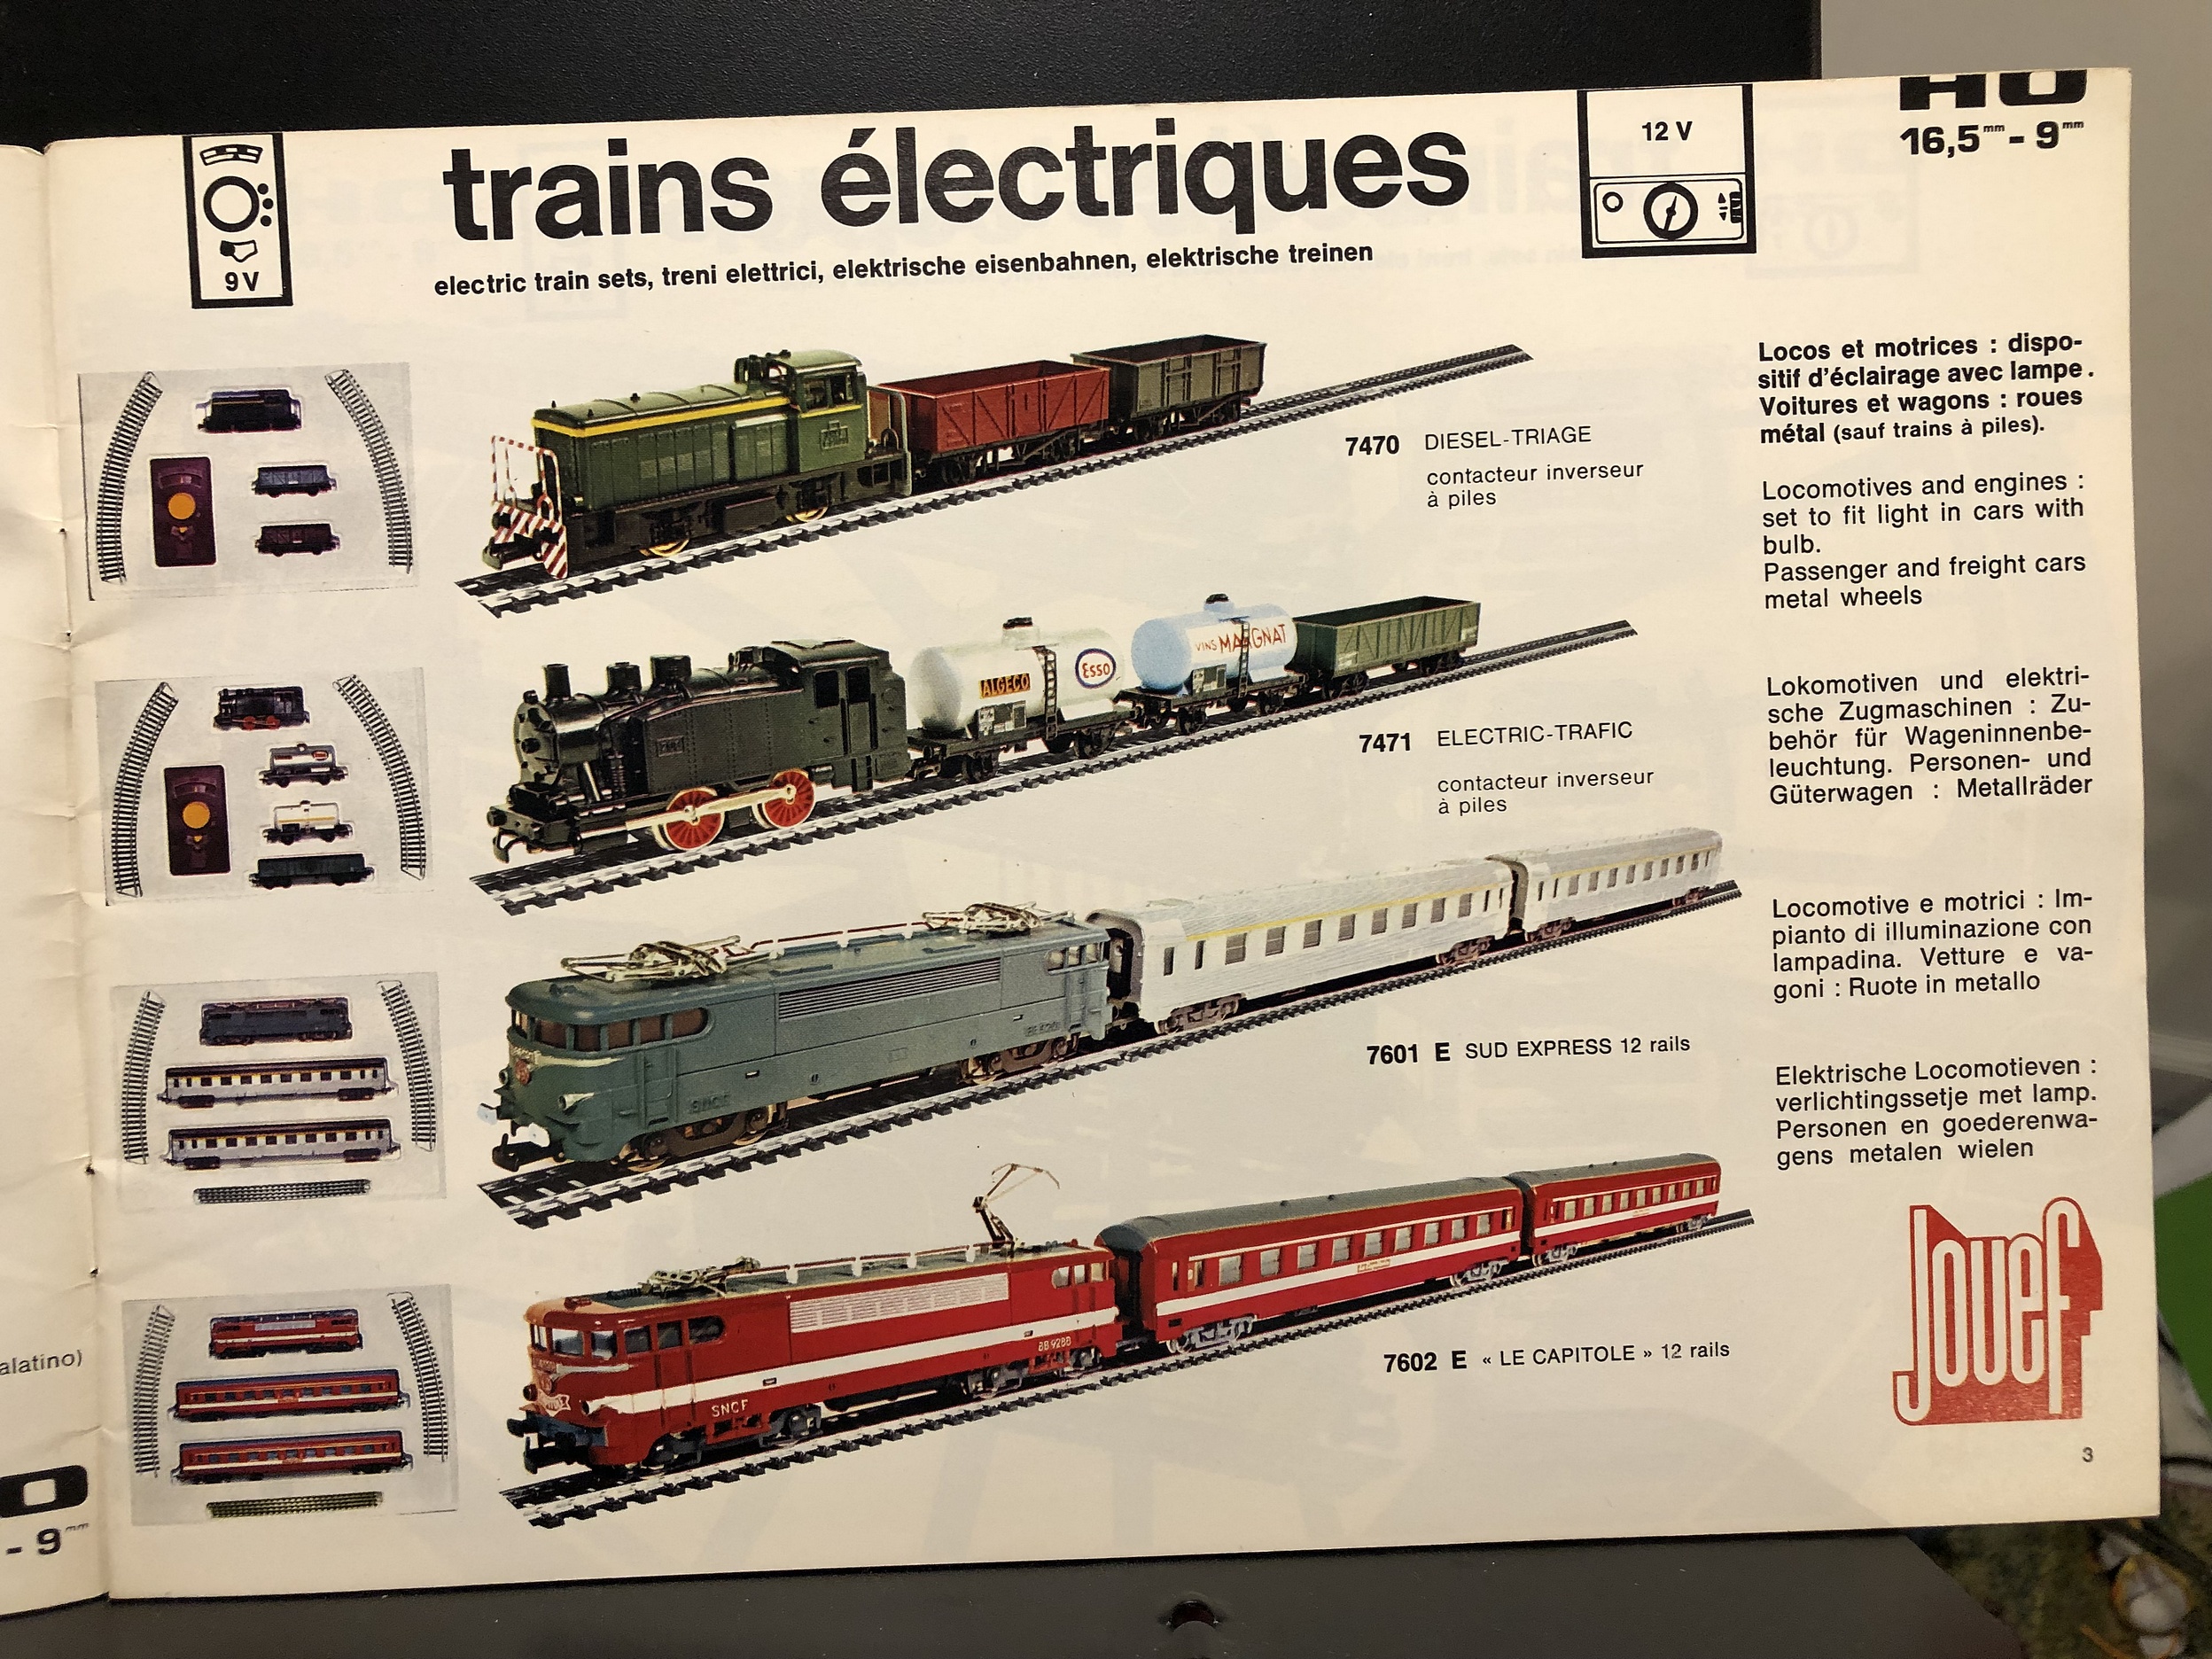 9 V
trains électriques
electric train sets, treni elettrici, elektrische eisenbahnen, elektrische treinen
12 V
HO
16,5mm - 9mm
7470 DIESEL-TRIAGE
contacteur inverseur
à piles
ALGECO
ESSO
VINS MARGNAT
7471 ELECTRIC-TRAFIC
contacteur inverseur
à piles
SNCF
7601 E SUD EXPRESS 12 rails
BB 9288
SNCF
7602 E « LE CAPITOLE » 12 rails
Locos et motrices : dispo-
sitif d'éclairage avec lampe.
Voitures et wagons : roues
métal (sauf trains à piles).
Locomotives and engines :
set to fit light in cars with
bulb.
Passenger and freight cars
metal wheels
Lokomotiven und elektri-
sche Zugmaschinen : Zu-
behör für Wageninnenbe-
leuchtung. Personen- und
Güterwagen : Metallräder
Locomotive e motrici : Im-
pianto di illuminazione con
lampadina. Vetture e va-
goni : Ruote in metallo
Elektrische Locomotieven :
verlichtingssetje met lamp.
Personen en goederenwa-
gens metalen wielen
Jouef
3
alatino)
- 9mm